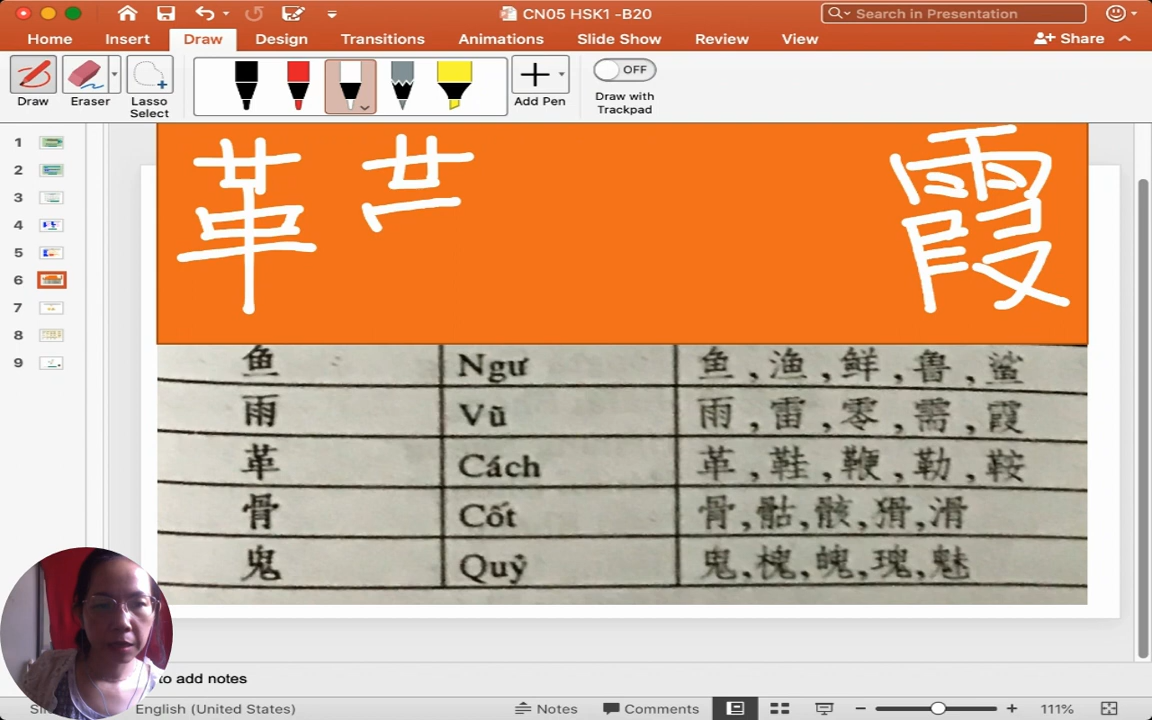 CN05 HSK1 -B20
Search in Presentation
Home Insert Draw Design Transitions Animations Slide Show Review View Share
Draw Eraser Lasso Select Add Pen OFF Draw with Trackpad
1
2
3
4
5
6
7
8
9
革 霞
鱼 Ngư 鱼,渔,鲜,鲁,鲨
雨 Vũ 雨,雷,零,需,霞
革 Cách 革,鞋,鞭,勒,鞍
骨 Cốt 骨,骷,骸,猾,滑
鬼 Quỷ 鬼,槐,魄,瑰,魅
to add notes
English (United States) Notes Comments 111%